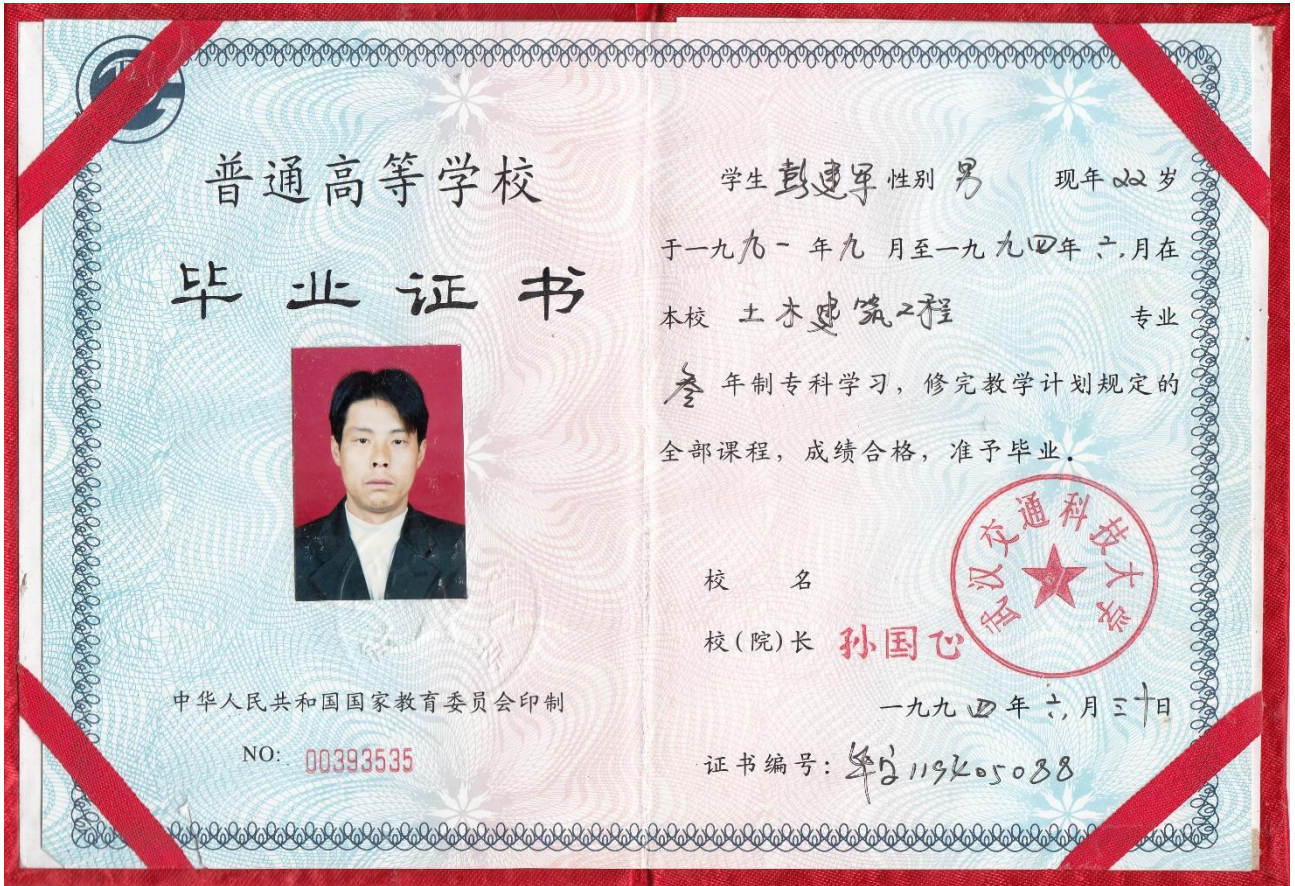 普通高等学校
毕业证书
中华人民共和国国家教育委员会印制
NO: 00393535
学生 彭建军 性别 男 现年 22 岁
于一九九一年九月至一九九四年六月在
本校 土木建筑工程 专业
叁年制专科学习，修完教学计划规定的
全部课程，成绩合格，准予毕业.
武汉交通科技大学
校 名
校(院)长 孙国正
一九九四年六月三十日
证书编号: